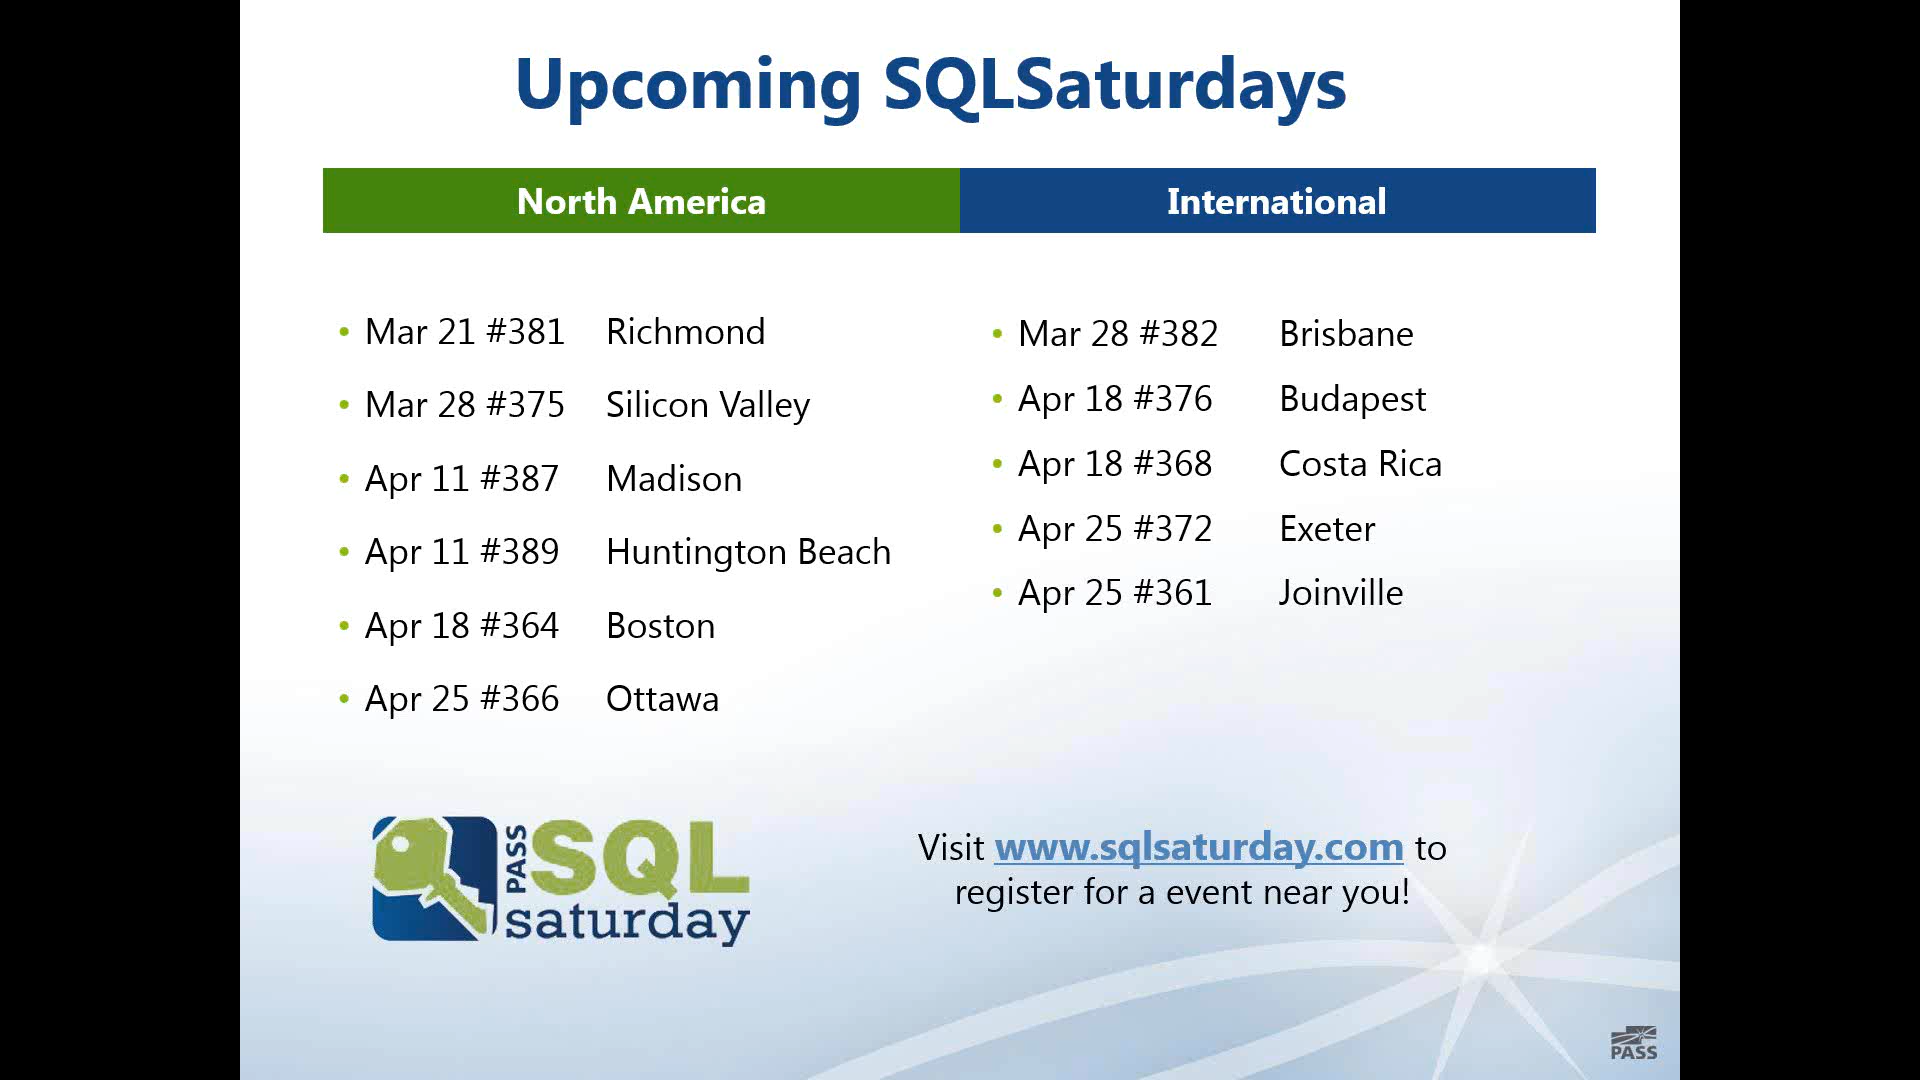 Upcoming SQLSaturdays
North America
International
• Mar 21 #381 Richmond
• Mar 28 #375 Silicon Valley
• Apr 11 #387 Madison
• Apr 11 #389 Huntington Beach
• Apr 18 #364 Boston
• Apr 25 #366 Ottawa
• Mar 28 #382 Brisbane
• Apr 18 #376 Budapest
• Apr 18 #368 Costa Rica
• Apr 25 #372 Exeter
• Apr 25 #361 Joinville
PASS SQL
saturday
Visit www.sqlsaturday.com to
register for a event near you!
PASS